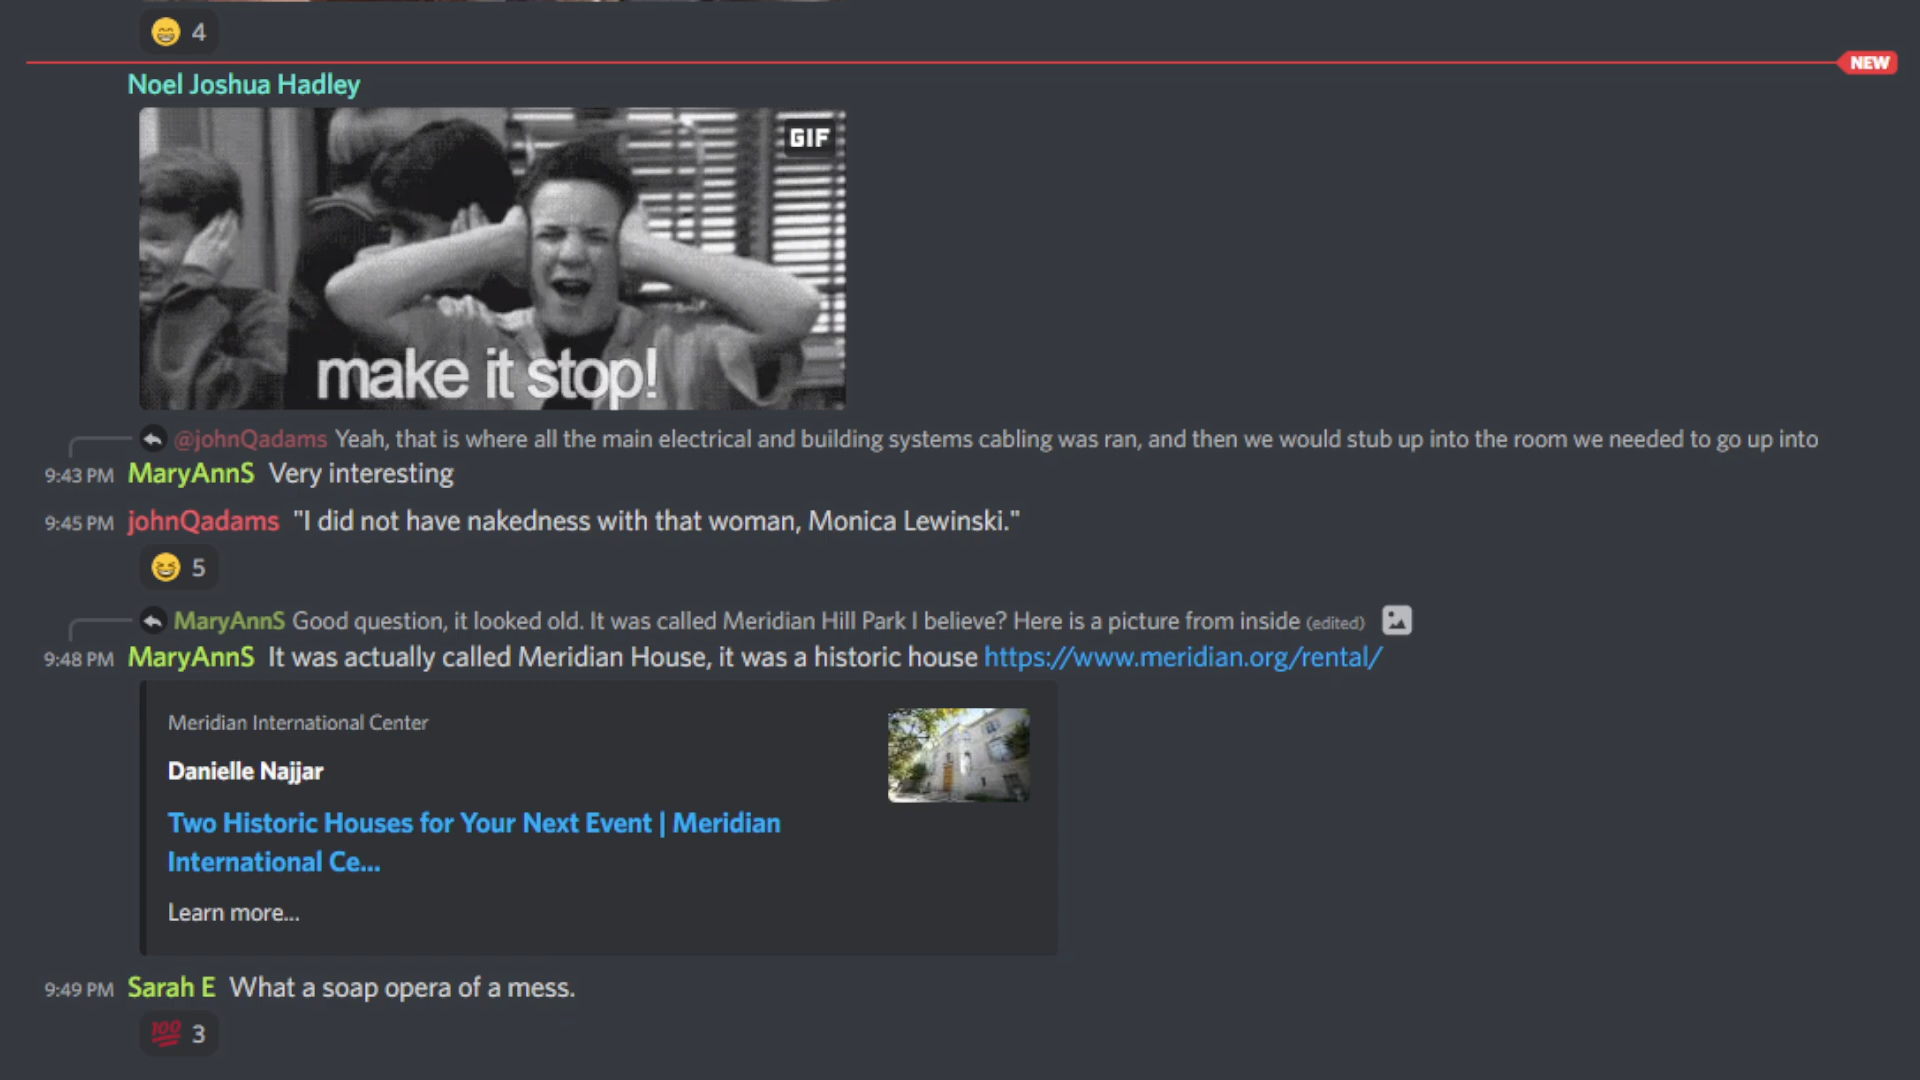 4
NEW
Noel Joshua Hadley
GIF
make it stop!
@johnQadams Yeah, that is where all the main electrical and building systems cabling was ran, and then we would stub up into the room we needed to go up into
9:43 PM MaryAnnS Very interesting
9:45 PM johnQadams "I did not have nakedness with that woman, Monica Lewinski."
5
MaryAnnS Good question, it looked old. It was called Meridian Hill Park I believe? Here is a picture from inside (edited)
9:48 PM MaryAnnS It was actually called Meridian House, it was a historic house https://www.meridian.org/rental/
Meridian International Center
Danielle Najjar
Two Historic Houses for Your Next Event | Meridian
International Ce...
Learn more...
9:49 PM Sarah E What a soap opera of a mess.
100 3